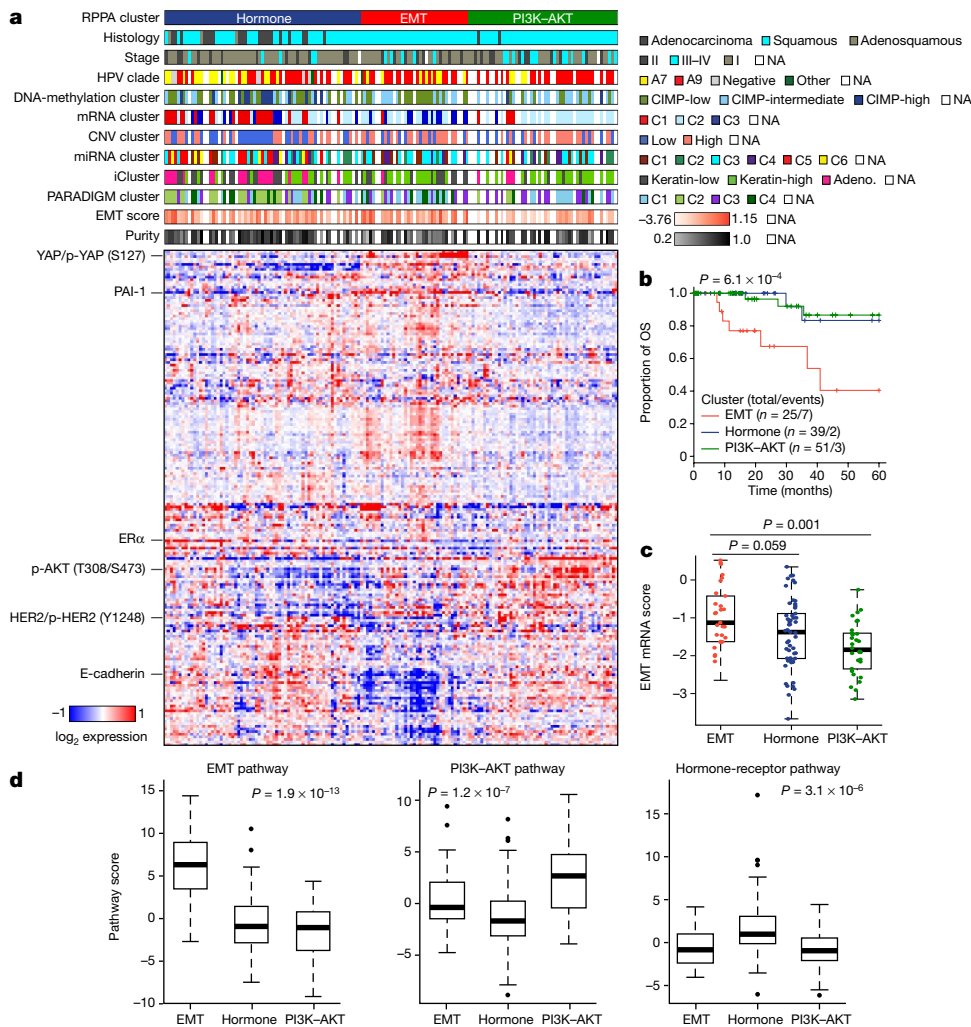 a
RPPA cluster Hormone EMT PI3K–AKT
Histology
Stage
HPV clade
DNA-methylation cluster
mRNA cluster
CNV cluster
miRNA cluster
iCluster
PARADIGM cluster
EMT score
Purity
Adenocarcinoma Squamous Adenosquamous
II III–IV I NA
A7 A9 Negative Other NA
CIMP-low CIMP-intermediate CIMP-high NA
C1 C2 C3 NA
Low High NA
C1 C2 C3 C4 C5 C6 NA
Keratin-low Keratin-high Adeno. NA
C1 C2 C3 C4 NA
–3.76 1.15 NA
0.2 1.0 NA
YAP/p-YAP (S127)
PAI-1
ERα
p-AKT (T308/S473)
HER2/p-HER2 (Y1248)
E-cadherin
–1 1
log2 expression
b
P = 6.1 × 10–4
Proportion of OS
1.0
0.8
0.6
0.4
0.2
0
Cluster (total/events)
EMT (n = 25/7)
Hormone (n = 39/2)
PI3K–AKT (n = 51/3)
0 10 20 30 40 50 60
Time (months)
c
P = 0.001
P = 0.059
EMT mRNA score
0
–1
–2
–3
EMT Hormone PI3K–AKT
d
EMT pathway
P = 1.9 × 10–13
Pathway score
15
10
5
0
–5
–10
EMT Hormone PI3K–AKT
PI3K–AKT pathway
P = 1.2 × 10–7
10
5
0
–5
EMT Hormone PI3K–AKT
Hormone-receptor pathway
P = 3.1 × 10–6
15
10
5
0
–5
EMT Hormone PI3K–AKT